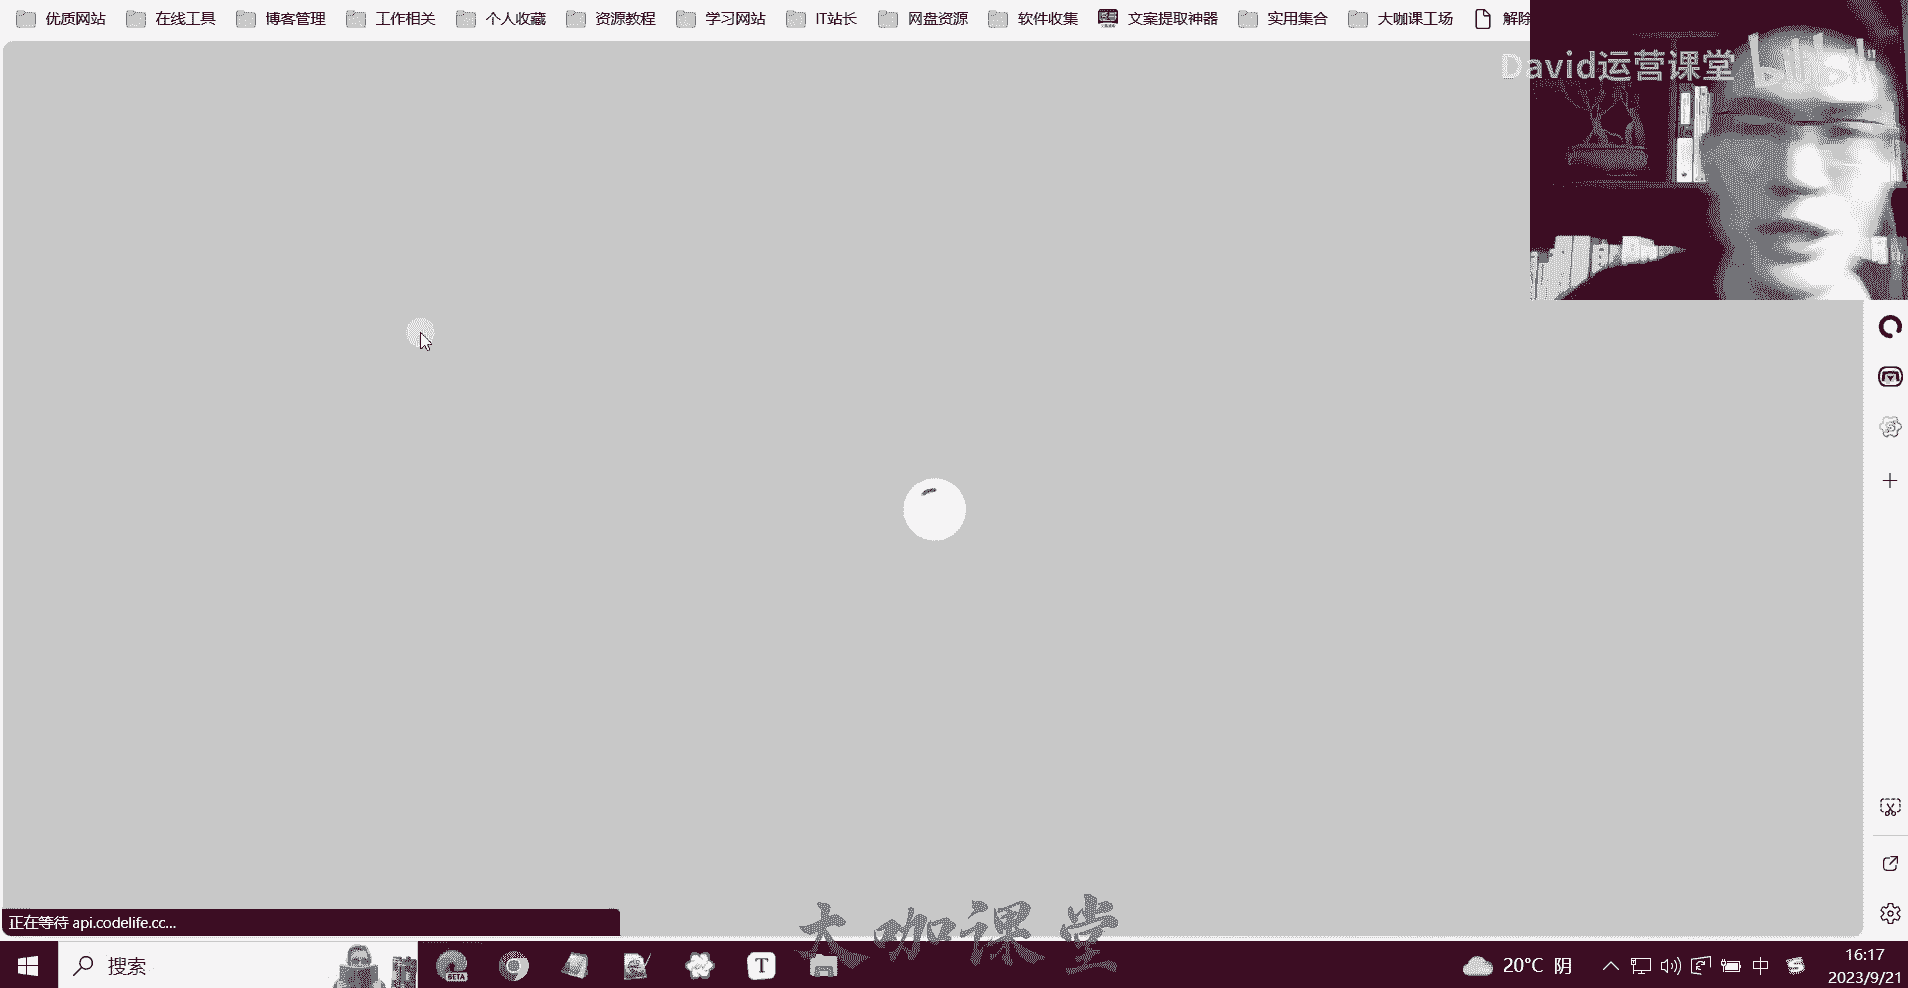 优质网站 在线工具 博客管理 工作相关 个人收藏 资源教程 学习网站 IT站长 网盘资源 软件收集 文案提取神器 实用集合 大咖课工场 解除
David运营课堂 bilibili
正在等待 api.codelife.cc...
大咖课堂
搜索
BETA
T
20°C 阴
中
16:17
2023/9/21